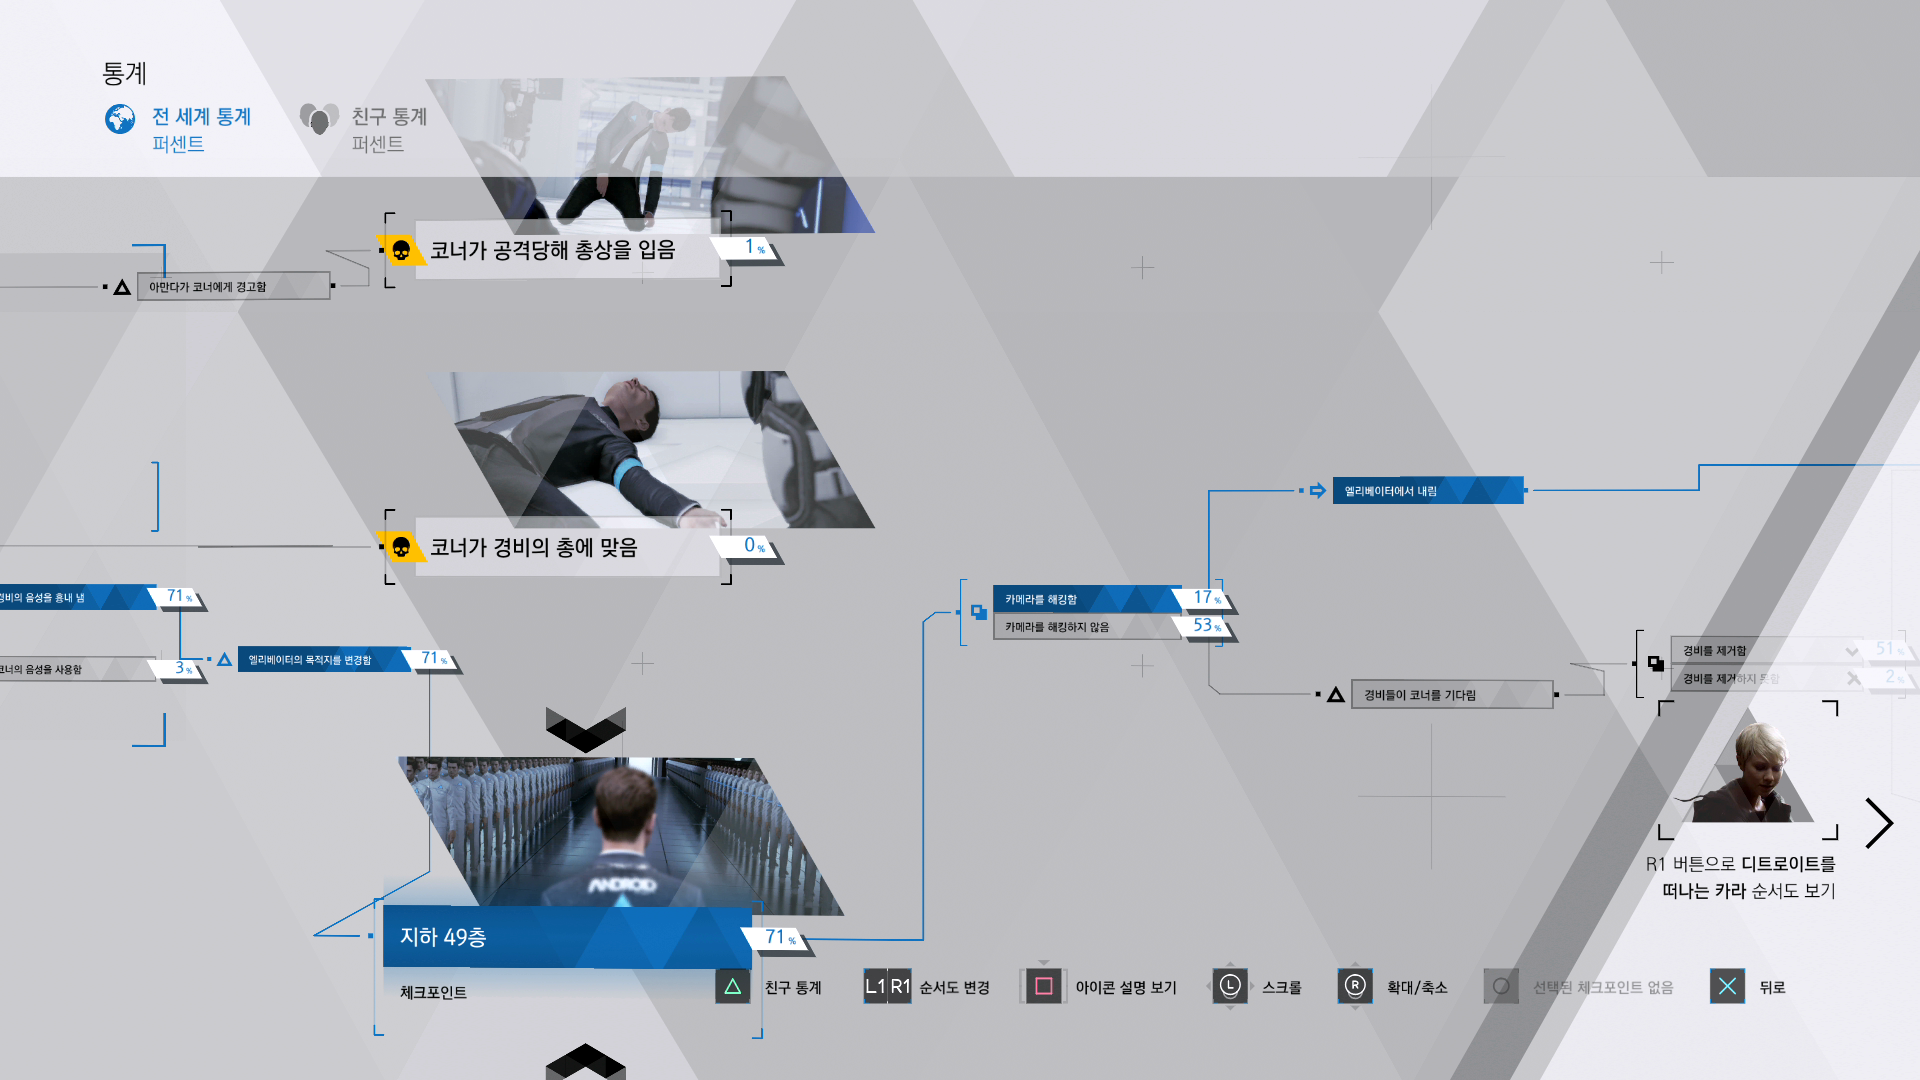 통계
전 세계 통계
퍼센트
친구 통계
퍼센트
코너가 공격당해 총상을 입음
1%
아만다가 코너에게 경고함
코너가 경비의 총에 맞음
0%
엘리베이터에서 내림
경비의 음성을 흉내 냄
71%
카메라를 해킹함
17%
카메라를 해킹하지 않음
53%
코너의 음성을 사용함
3%
엘리베이터의 목적지를 변경함
71%
경비를 제거함
51%
경비를 제거하지 못함
2%
경비들이 코너를 기다림
ANDROID
R1 버튼으로 디트로이트를
떠나는 카라 순서도 보기
지하 49층
71%
체크포인트
친구 통계
L1 R1 순서도 변경
아이콘 설명 보기
L 스크롤
R 확대/축소
선택된 체크포인트 없음
뒤로